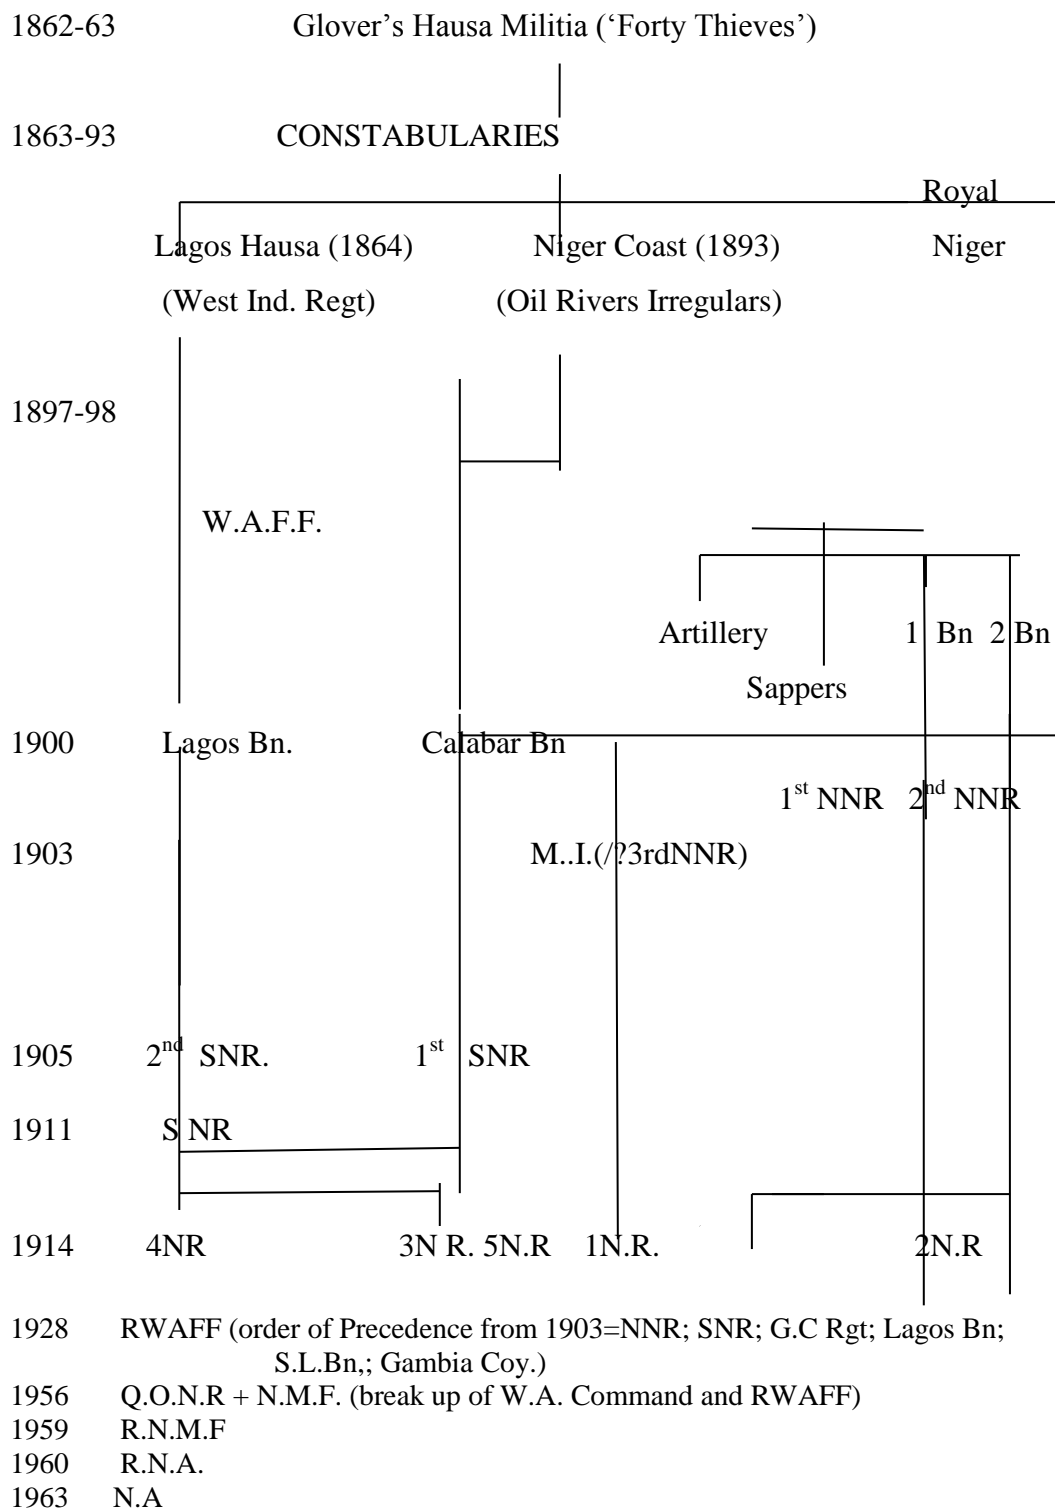 1862-63 Glover’s Hausa Militia (‘Forty Thieves’)
1863-93 CONSTABULARIES
Royal
Lagos Hausa (1864) Niger Coast (1893) Niger
(West Ind. Regt) (Oil Rivers Irregulars)
1897-98
W.A.F.F.
Artillery 1 Bn 2 Bn
Sappers
1900 Lagos Bn. Calabar Bn
1st NNR 2nd NNR
1903 M..I.(/?3rdNNR)
1905 2nd SNR. 1st SNR
1911 S NR
1914 4NR 3N R. 5N.R 1N.R. 2N.R
1928 RWAFF (order of Precedence from 1903=NNR; SNR; G.C Rgt; Lagos Bn;
S.L.Bn,; Gambia Coy.)
1956 Q.O.N.R + N.M.F. (break up of W.A. Command and RWAFF)
1959 R.N.M.F
1960 R.N.A.
1963 N.A